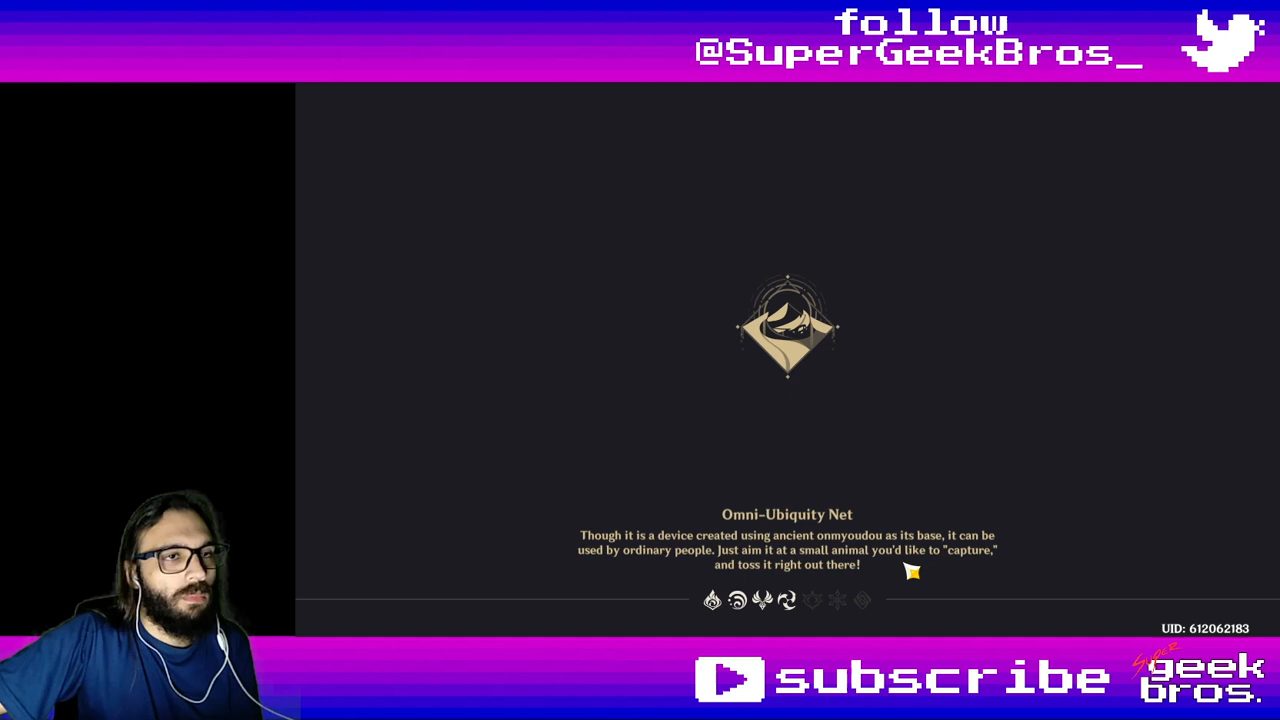 follow
@SuperGeekBros_
Omni-Ubiquity Net
Though it is a device created using ancient onmyoudou as its base, it can be
used by ordinary people. Just aim it at a small animal you'd like to "capture,"
and toss it right out there!
UID: 612062183
subscribe
SUPER
geek
bros.